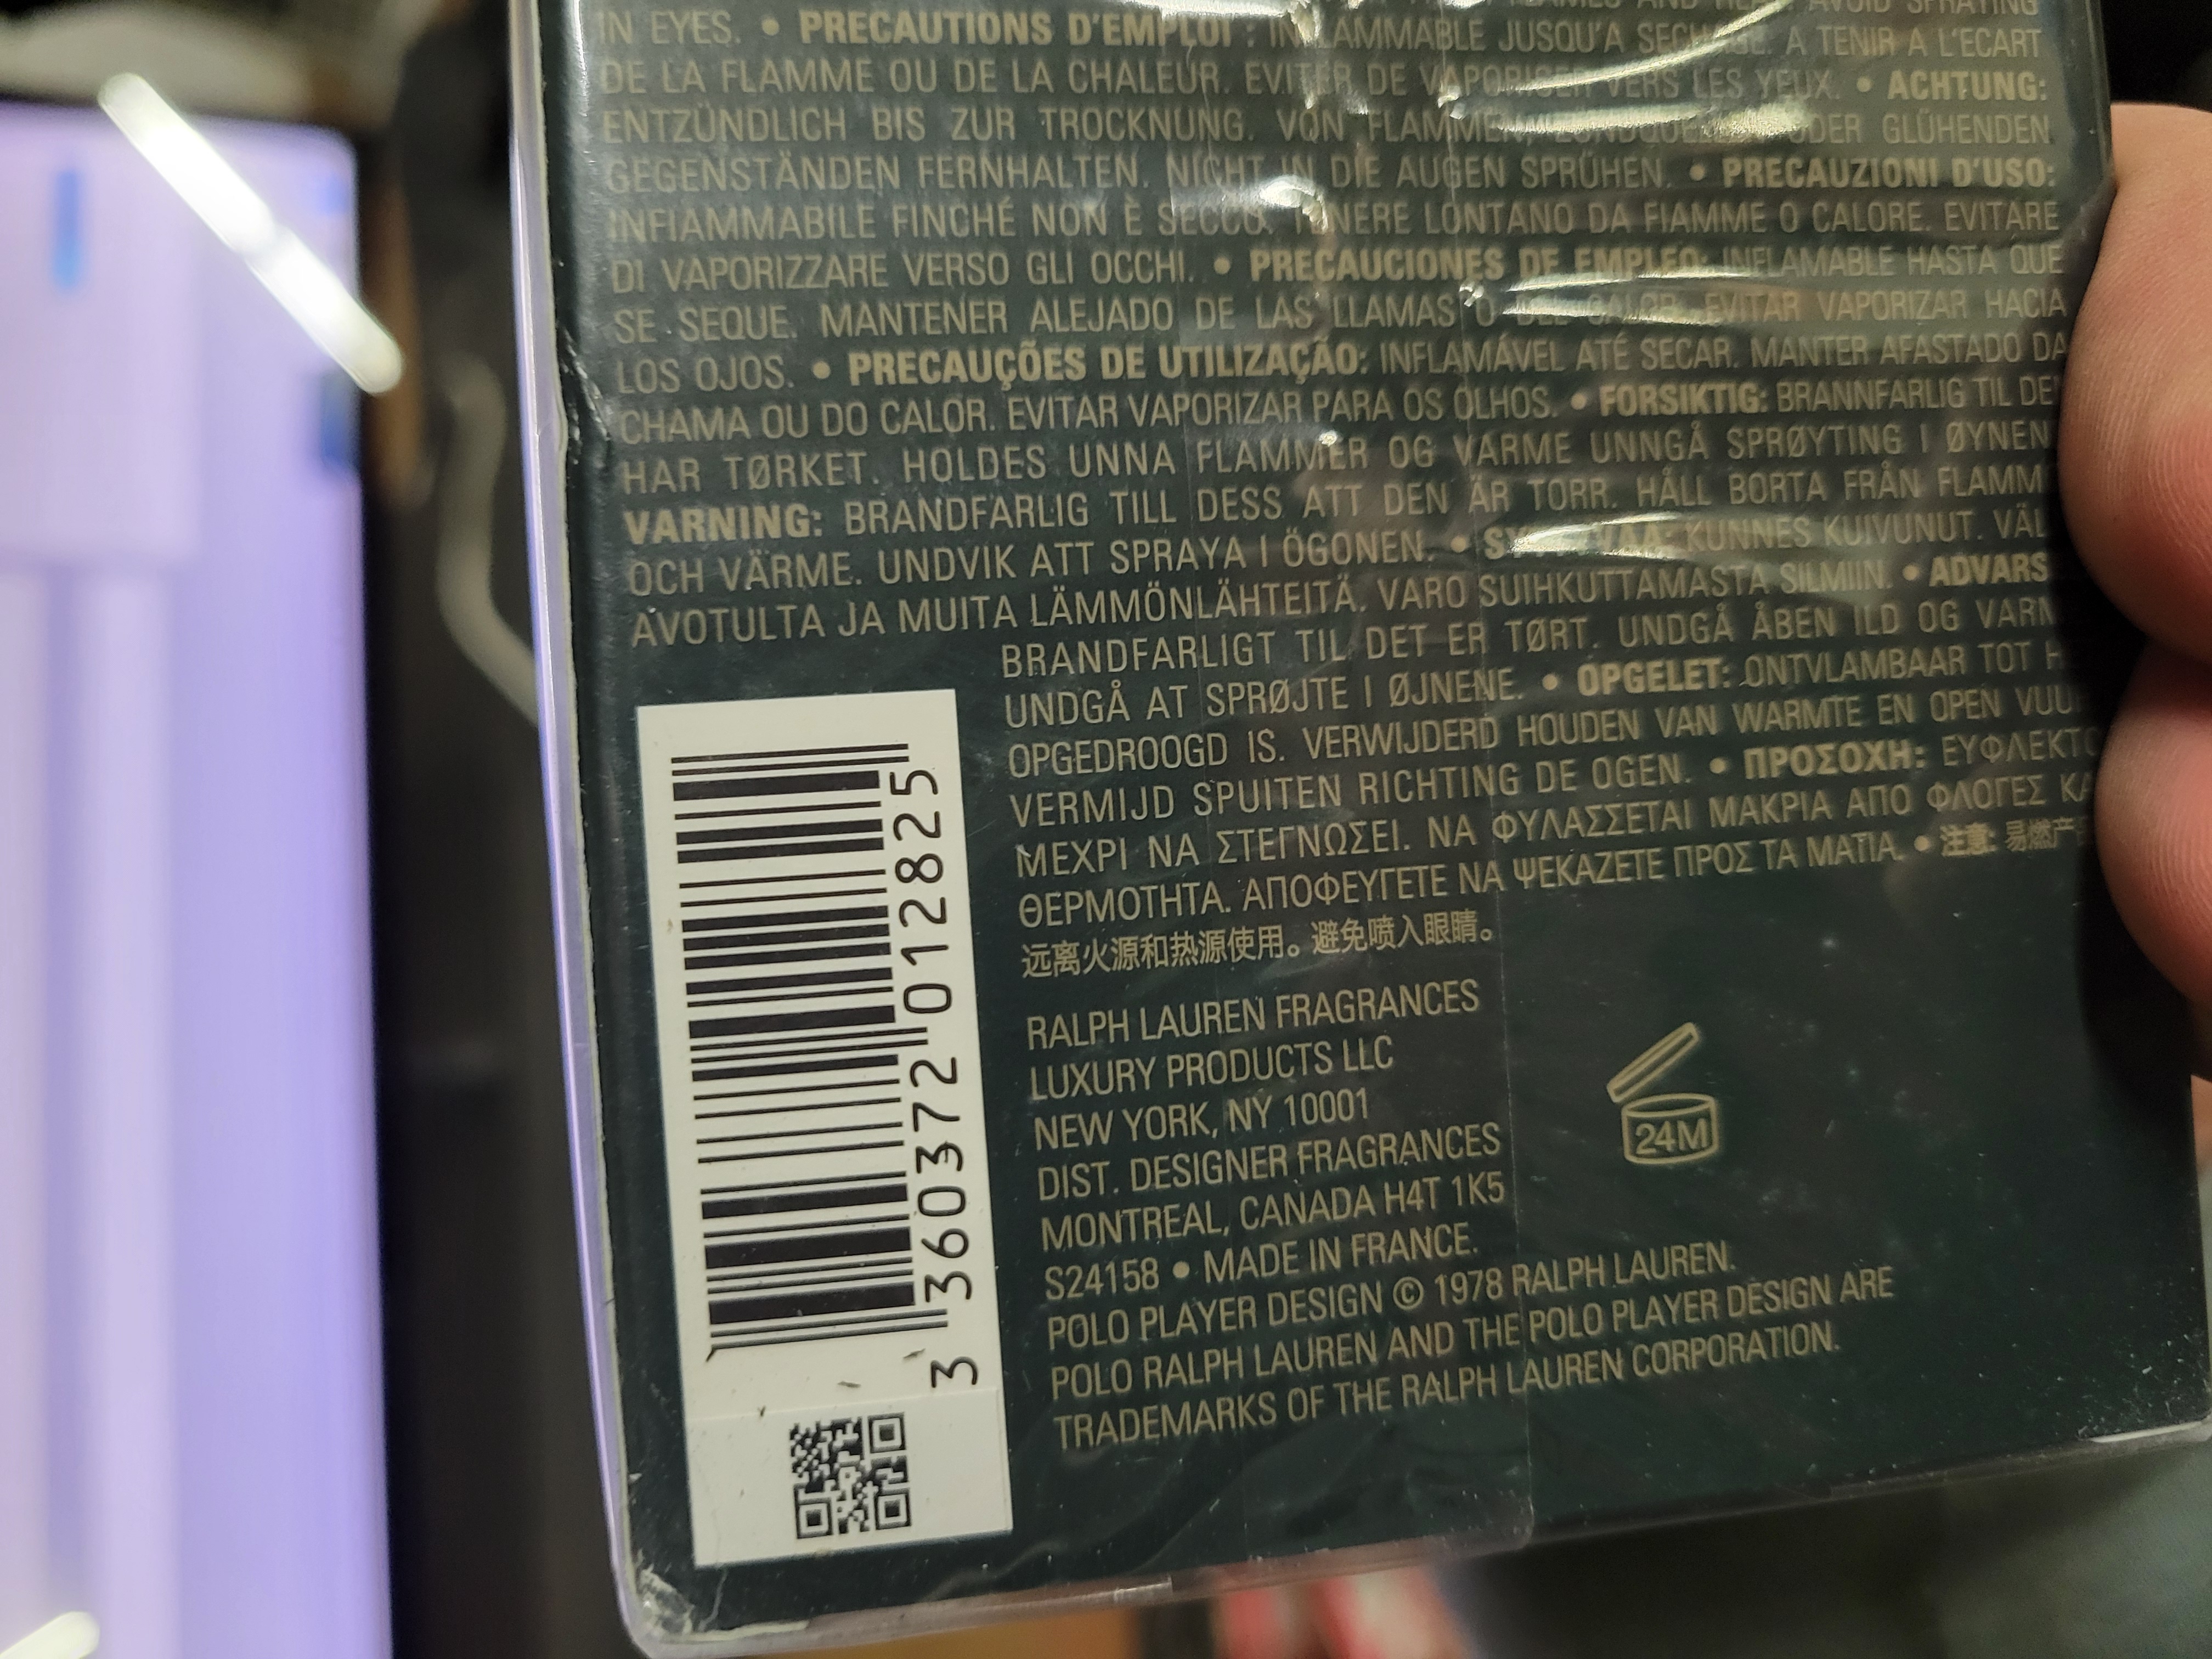 AVOID SPRAYING
IN EYES. • PRECAUTIONS D'EMPLOI : INFLAMMABLE JUSQU'A SECHAGE. A TENIR A L'ECART
DE LA FLAMME OU DE LA CHALEUR. EVITER DE VAPORISER VERS LES YEUX. • ACHTUNG:
ENTZÜNDLICH BIS ZUR TROCKNUNG. VON FLAMMEN, ODER GLÜHENDEN
GEGENSTÄNDEN FERNHALTEN. NICHT IN DIE AUGEN SPRÜHEN. • PRECAUZIONI D'USO:
INFIAMMABILE FINCHÉ NON È SECCO. TENERE LONTANO DA FIAMME O CALORE. EVITARE
DI VAPORIZZARE VERSO GLI OCCHI. • PRECAUCIONES DE EMPLEO: INFLAMABLE HASTA QUE
SE SEQUE. MANTENER ALEJADO DE LAS LLAMAS O DEL CALOR. EVITAR VAPORIZAR HACIA
LOS OJOS. • PRECAUÇÕES DE UTILIZAÇÃO: INFLAMÁVEL ATÉ SECAR. MANTER AFASTADO DA
CHAMA OU DO CALOR. EVITAR VAPORIZAR PARA OS OLHOS. • FORSIKTIG: BRANNFARLIG TIL DE
HAR TØRKET. HOLDES UNNA FLAMMER OG VARME UNNGÅ SPRØYTING I ØYNEN
VARNING: BRANDFARLIG TILL DESS ATT DEN ÄR TORR. HÅLL BORTA FRÅN FLAMM
OCH VÄRME. UNDVIK ATT SPRAYA I ÖGONEN. • KUNNES KUIVUNUT. VÄL
AVOTULTA JA MUITA LÄMMÖNLÄHTEITÄ. VARO SUIHKUTTAMASTA SILMIIN. • ADVARS
BRANDFARLIGT TIL DET ER TØRT. UNDGÅ ÅBEN ILD OG VARM
UNDGÅ AT SPRØJTE I ØJNENE. • OPGELET: ONTVLAMBAAR TOT H
OPGEDROOGD IS. VERWIJDERD HOUDEN VAN WARMTE EN OPEN VUU
VERMIJD SPUITEN RICHTING DE OGEN. • ΠΡΟΣΟΧΗ: ΕΥΦΛΕΚΤΟ
ΜΕΧΡΙ ΝΑ ΣΤΕΓΝΩΣΕΙ. ΝΑ ΦΥΛΑΣΣΕΤΑΙ ΜΑΚΡΙΑ ΑΠΟ ΦΛΟΓΕΣ ΚΑ
ΘΕΡΜΟΤΗΤΑ. ΑΠΟΦΕΥΓΕΤΕ ΝΑ ΨΕΚΑΖΕΤΕ ΠΡΟΣ ΤΑ ΜΑΤΙΑ. • 注意: 易燃产
远离火源和热源使用。避免喷入眼睛。
RALPH LAUREN FRAGRANCES
LUXURY PRODUCTS LLC
NEW YORK, NY 10001
DIST. DESIGNER FRAGRANCES
MONTREAL, CANADA H4T 1K5
S24158 • MADE IN FRANCE.
POLO PLAYER DESIGN © 1978 RALPH LAUREN.
POLO RALPH LAUREN AND THE POLO PLAYER DESIGN ARE
TRADEMARKS OF THE RALPH LAUREN CORPORATION.
24M
3 360372 012825